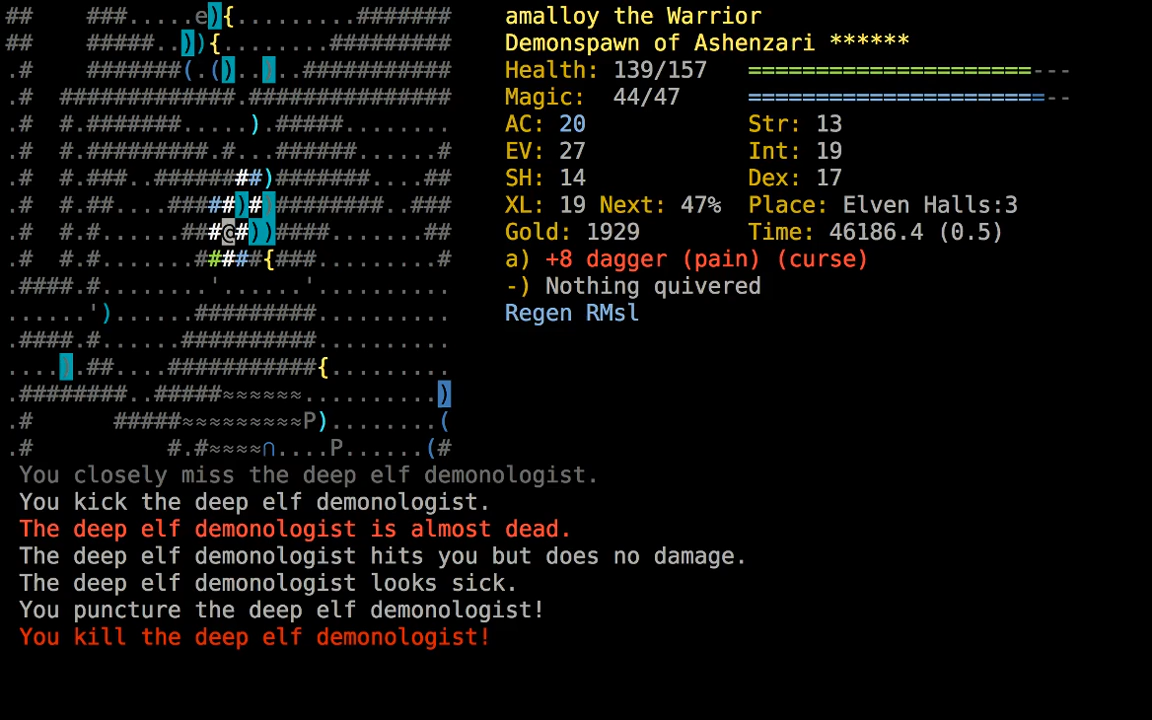 amalloy the Warrior
Demonspawn of Ashenzari ******
Health: 139/157 =====================---
Magic: 44/47 ======================--
AC: 20 Str: 13
EV: 27 Int: 19
SH: 14 Dex: 17
XL: 19 Next: 47% Place: Elven Halls:3
Gold: 1929 Time: 46186.4 (0.5)
a) +8 dagger (pain) (curse)
-) Nothing quivered
Regen RMsl
You closely miss the deep elf demonologist.
You kick the deep elf demonologist.
The deep elf demonologist is almost dead.
The deep elf demonologist hits you but does no damage.
The deep elf demonologist looks sick.
You puncture the deep elf demonologist!
You kill the deep elf demonologist!